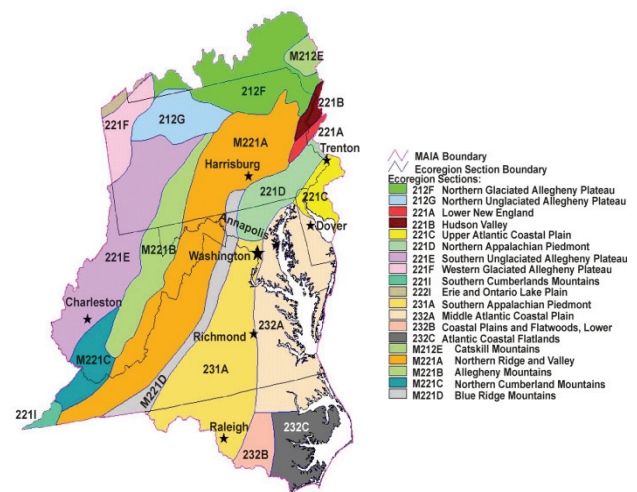 M212E
212F
221B
221F
212G
221A
M221A
Trenton
Harrisburg
221D
221C
Annapolis
Dover
M221B
221E
Washington
Charleston
232A
Richmond
M221C
231A
M221D
221I
Raleigh
232C
232B
MAIA Boundary
Ecoregion Section Boundary
Ecoregion Sections:
212F Northern Glaciated Allegheny Plateau
212G Northern Unglaciated Allegheny Plateau
221A Lower New England
221B Hudson Valley
221C Upper Atlantic Coastal Plain
221D Northern Appalachian Piedmont
221E Southern Unglaciated Allegheny Plateau
221F Western Glaciated Allegheny Plateau
221I Southern Cumberlands Mountains
222I Erie and Ontario Lake Plain
231A Southern Appalachian Piedmont
232A Middle Atlantic Coastal Plain
232B Coastal Plains and Flatwoods, Lower
232C Atlantic Coastal Flatlands
M212E Catskill Mountains
M221A Northern Ridge and Valley
M221B Allegheny Mountains
M221C Northern Cumberland Mountains
M221D Blue Ridge Mountains